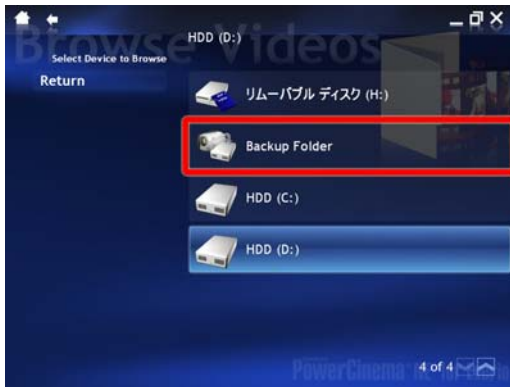 Browse Videos
HDD (D:)
Select Device to Browse
Return
リムーバブル ディスク (H:)
Backup Folder
HDD (C:)
HDD (D:)
4 of 4
PowerCinema